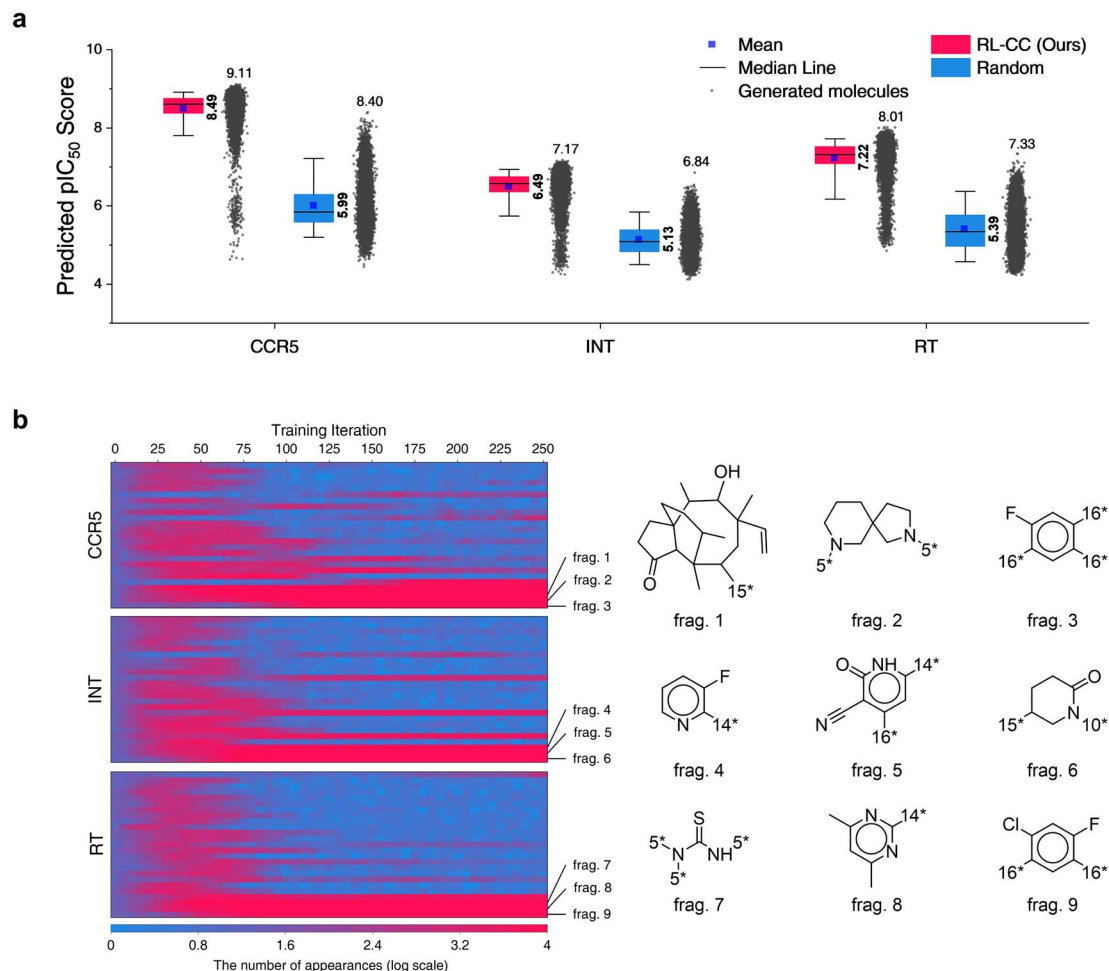 a
Predicted pIC50 Score
10
8
6
4
Mean
Median Line
Generated molecules
RL-CC (Ours)
Random
9.11
8.49
8.40
5.99
7.17
6.49
6.84
5.13
8.01
7.22
7.33
5.39
CCR5
INT
RT
b
Training Iteration
0 25 50 75 100 125 150 175 200 225 250
CCR5
frag. 1
frag. 2
frag. 3
INT
frag. 4
frag. 5
frag. 6
RT
frag. 7
frag. 8
frag. 9
0 0.8 1.6 2.4 3.2 4
The number of appearances (log scale)
OH
O
15*
frag. 1
N
5*
N
5*
frag. 2
F
16*
16*
16*
frag. 3
F
N
14*
frag. 4
O
NH
14*
N
16*
frag. 5
O
15*
N
10*
frag. 6
S
5*
N
NH
5*
5*
frag. 7
N
14*
N
frag. 8
Cl
F
16*
16*
frag. 9